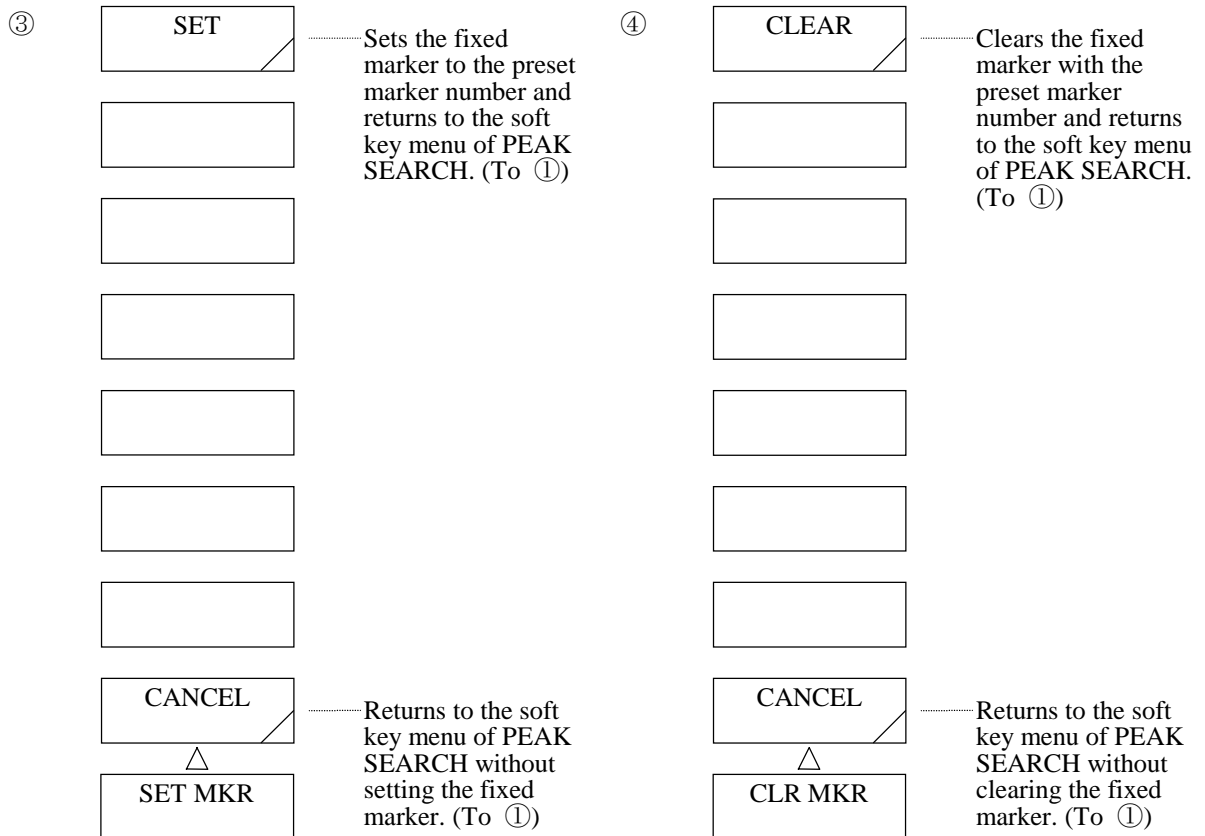 ③
SET
Sets the fixed
marker to the preset
marker number and
returns to the soft
key menu of PEAK
SEARCH. (To ①)
CANCEL
Returns to the soft
key menu of PEAK
SEARCH without
setting the fixed
marker. (To ①)
SET MKR
④
CLEAR
Clears the fixed
marker with the
preset marker
number and returns
to the soft key menu
of PEAK SEARCH.
(To ①)
CANCEL
Returns to the soft
key menu of PEAK
SEARCH without
clearing the fixed
marker. (To ①)
CLR MKR